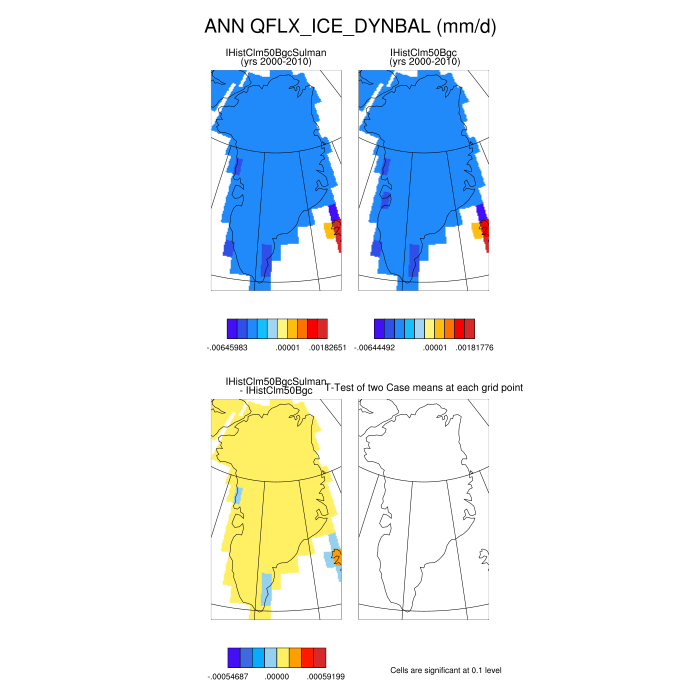 ANN QFLX_ICE_DYNBAL (mm/d)
IHistClm50BgcSulman
(yrs 2000-2010)
IHistClm50Bgc
(yrs 2000-2010)
-.00645983 .00001 .00182651
-.00644492 .00001 .00181776
IHistClm50BgcSulman
- IHistClm50Bgc
T-Test of two Case means at each grid point
-.00054687 .00000 .00059199
Cells are significant at 0.1 level